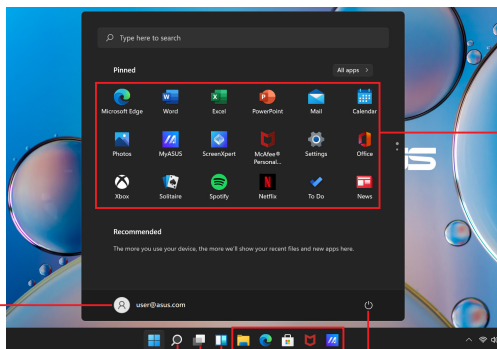 Type here to search
Pinned
All apps >
Microsoft Edge Word Excel PowerPoint Mail Calendar
Photos MyASUS ScreenXpert McAfee® Personal... Settings Office
Xbox Solitaire Spotify Netflix To Do News
Recommended
The more you use your device, the more we'll show your recent files and new apps here.
user@asus.com